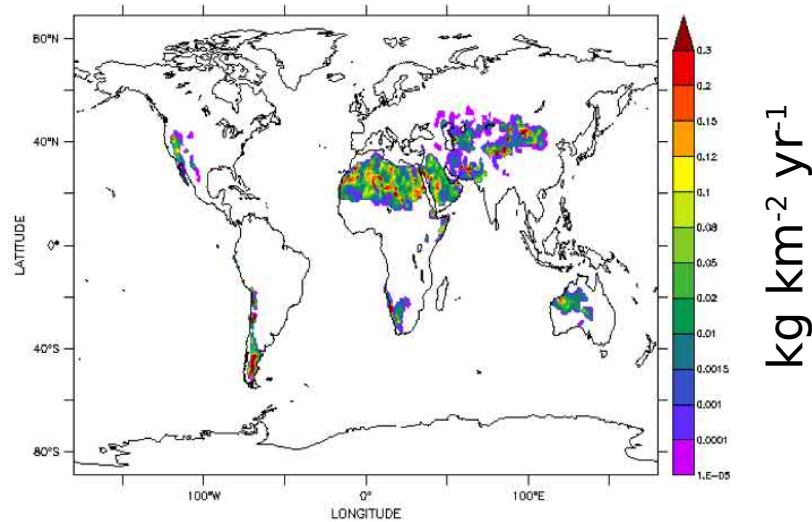 80°N
40°N
0°
40°S
80°S
LATITUDE
100°W
0°
100°E
LONGITUDE
0.3
0.2
0.15
0.12
0.1
0.08
0.05
0.02
0.01
0.0015
0.001
0.0001
1.E-05
kg km⁻² yr⁻¹